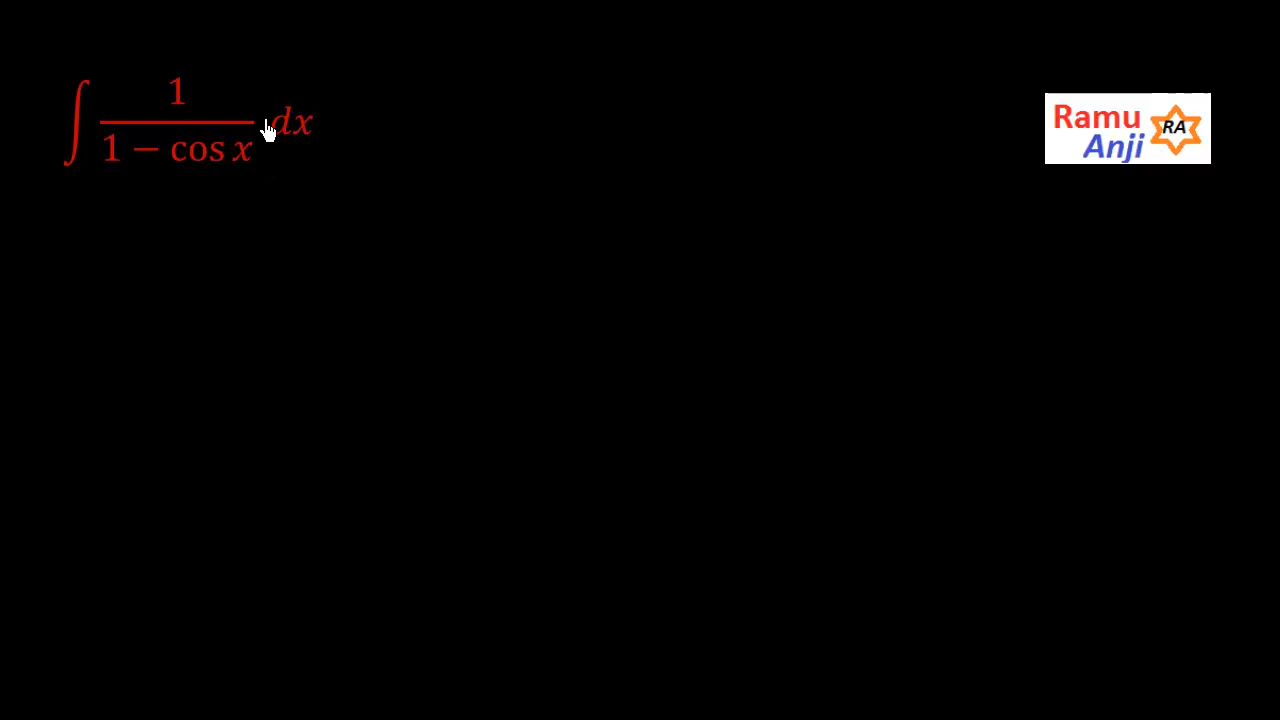 ∫ 1/(1 − cos x) dx
Ramu
Anji
RA